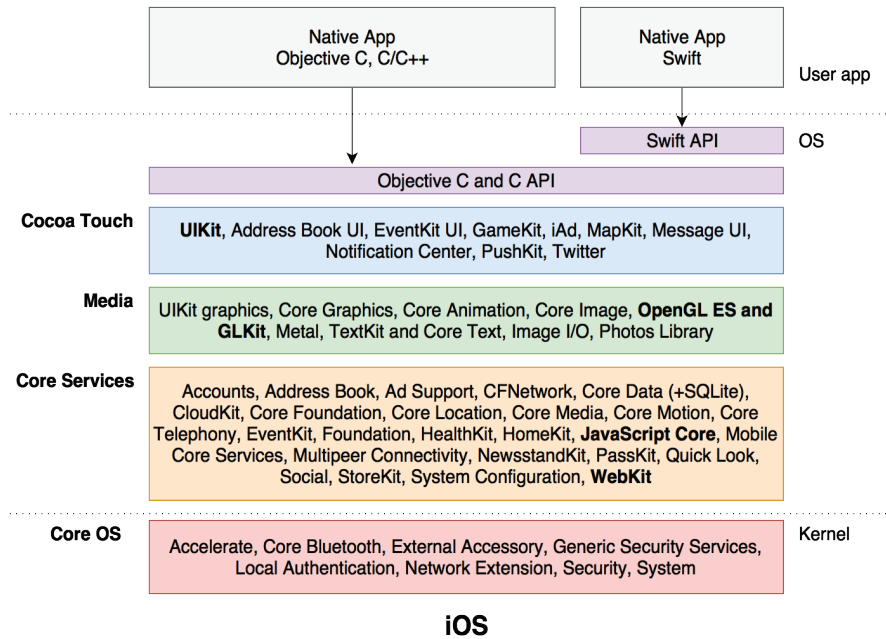 Native App
Objective C, C/C++
Native App
Swift
User app
Swift API
OS
Objective C and C API
Cocoa Touch
UIKit, Address Book UI, EventKit UI, GameKit, iAd, MapKit, Message UI,
Notification Center, PushKit, Twitter
Media
UIKit graphics, Core Graphics, Core Animation, Core Image, OpenGL ES and
GLKit, Metal, TextKit and Core Text, Image I/O, Photos Library
Core Services
Accounts, Address Book, Ad Support, CFNetwork, Core Data (+SQLite),
CloudKit, Core Foundation, Core Location, Core Media, Core Motion, Core
Telephony, EventKit, Foundation, HealthKit, HomeKit, JavaScript Core, Mobile
Core Services, Multipeer Connectivity, NewsstandKit, PassKit, Quick Look,
Social, StoreKit, System Configuration, WebKit
Core OS
Accelerate, Core Bluetooth, External Accessory, Generic Security Services,
Local Authentication, Network Extension, Security, System
Kernel
iOS